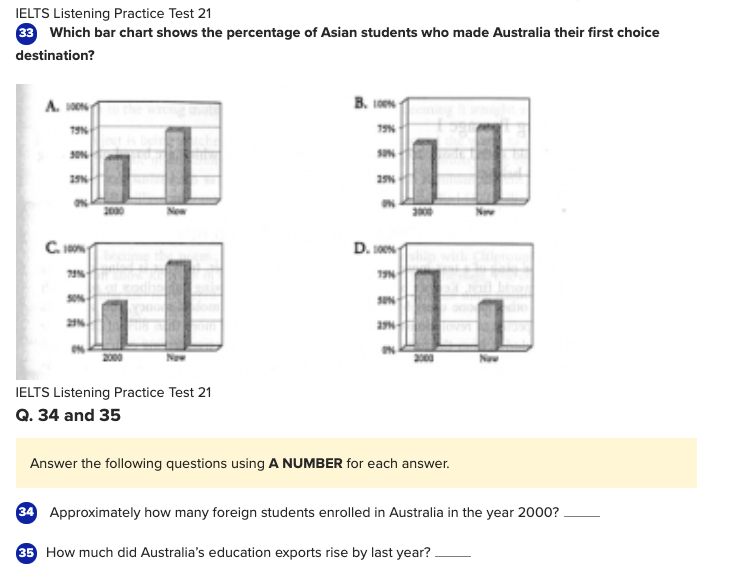 IELTS Listening Practice Test 21
33 Which bar chart shows the percentage of Asian students who made Australia their first choice
destination?
A. 100%
75%
50%
25%
0%
2000 Now
B. 100%
75%
50%
25%
0%
2000 Now
C. 100%
75%
50%
25%
0%
2000 Now
D. 100%
75%
50%
25%
0%
2000 Now
IELTS Listening Practice Test 21
Q. 34 and 35
Answer the following questions using A NUMBER for each answer.
34 Approximately how many foreign students enrolled in Australia in the year 2000? _____
35 How much did Australia's education exports rise by last year? _____